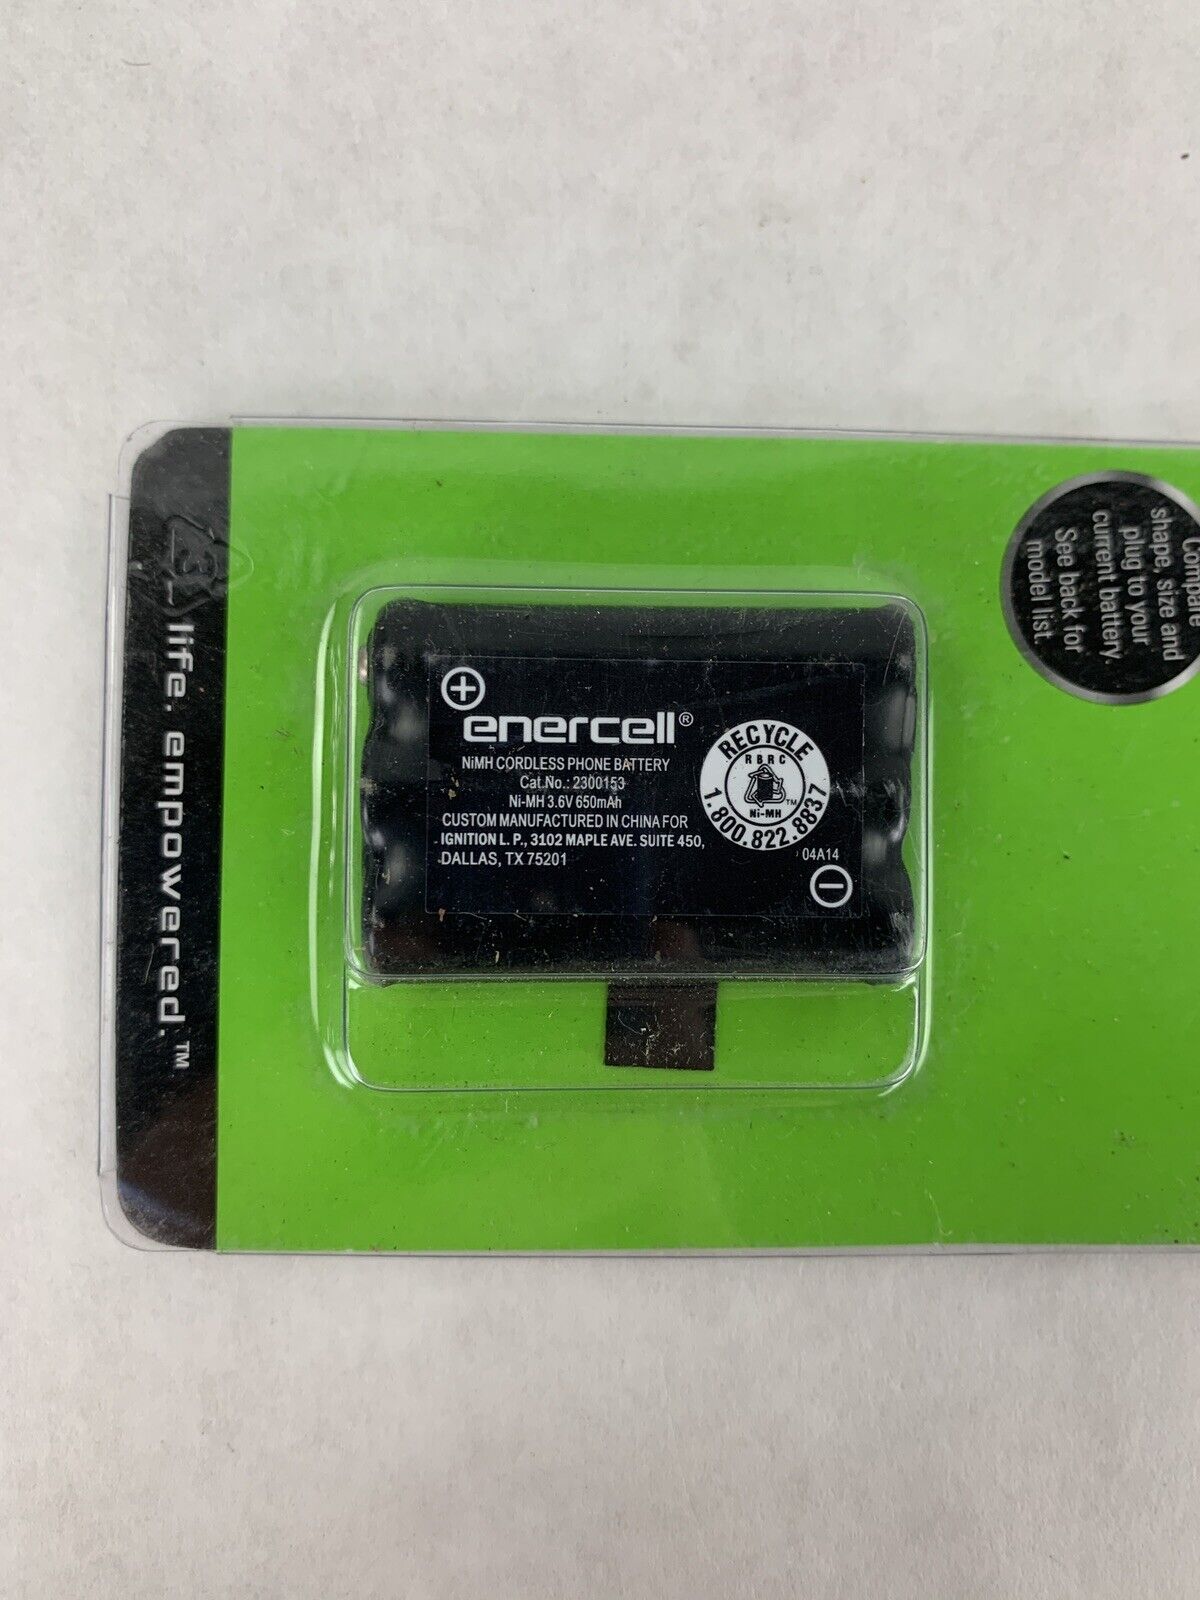 life. empowered.™
Compare
shape, size and
plug to your
current battery.
See back for
model list.
+
enercell®
NiMH CORDLESS PHONE BATTERY
Cat.No.: 2300153
Ni-MH 3.6V 650mAh
CUSTOM MANUFACTURED IN CHINA FOR
IGNITION L. P., 3102 MAPLE AVE. SUITE 450,
DALLAS, TX 75201
RECYCLE
RBRC
TM
Ni-MH
1.800.822.8837
04A14
−